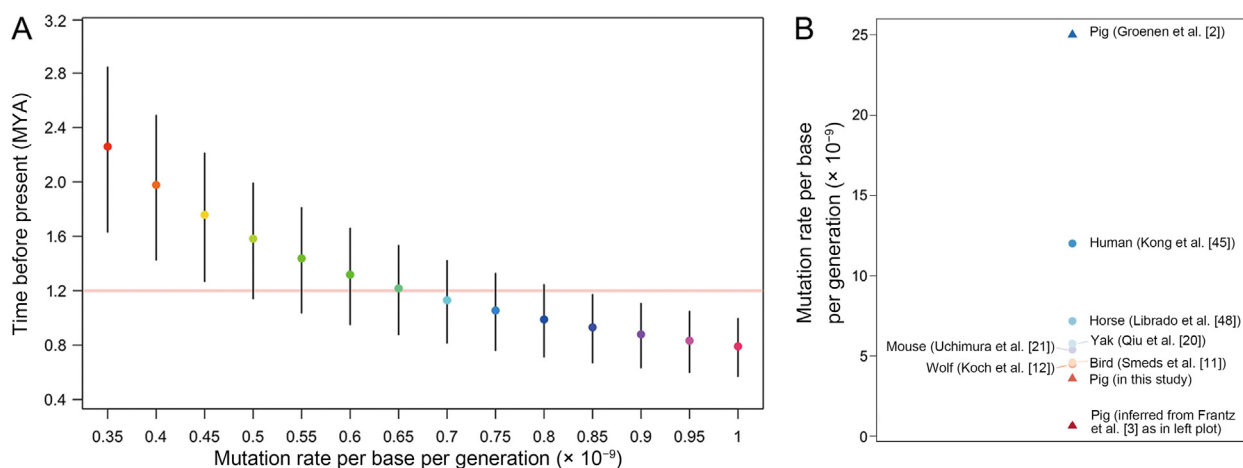 A
Time before present (MYA)
3.2
2.8
2.4
2.0
1.6
1.2
0.8
0.4
0.35 0.4 0.45 0.5 0.55 0.6 0.65 0.7 0.75 0.8 0.85 0.9 0.95 1
Mutation rate per base per generation (× 10⁻⁹)
B
Mutation rate per base
per generation (× 10⁻⁹)
25
20
15
10
5
0
Pig (Groenen et al. [2])
Human (Kong et al. [45])
Horse (Librado et al. [48])
Yak (Qiu et al. [20])
Mouse (Uchimura et al. [21])
Bird (Smeds et al. [11])
Wolf (Koch et al. [12])
Pig (in this study)
Pig (inferred from Frantz
et al. [3] as in left plot)